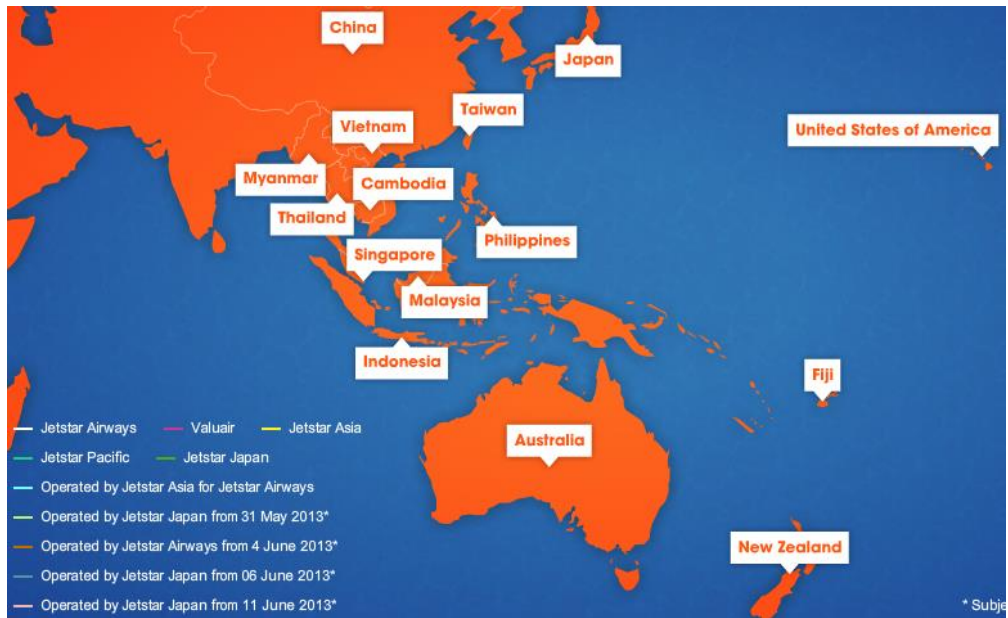 China
Japan
Taiwan
Vietnam
United States of America
Myanmar
Cambodia
Thailand
Philippines
Singapore
Malaysia
Indonesia
Fiji
Australia
New Zealand
Jetstar Airways
Valuair
Jetstar Asia
Jetstar Pacific
Jetstar Japan
Operated by Jetstar Asia for Jetstar Airways
Operated by Jetstar Japan from 31 May 2013*
Operated by Jetstar Airways from 4 June 2013*
Operated by Jetstar Japan from 06 June 2013*
Operated by Jetstar Japan from 11 June 2013*
* Subje